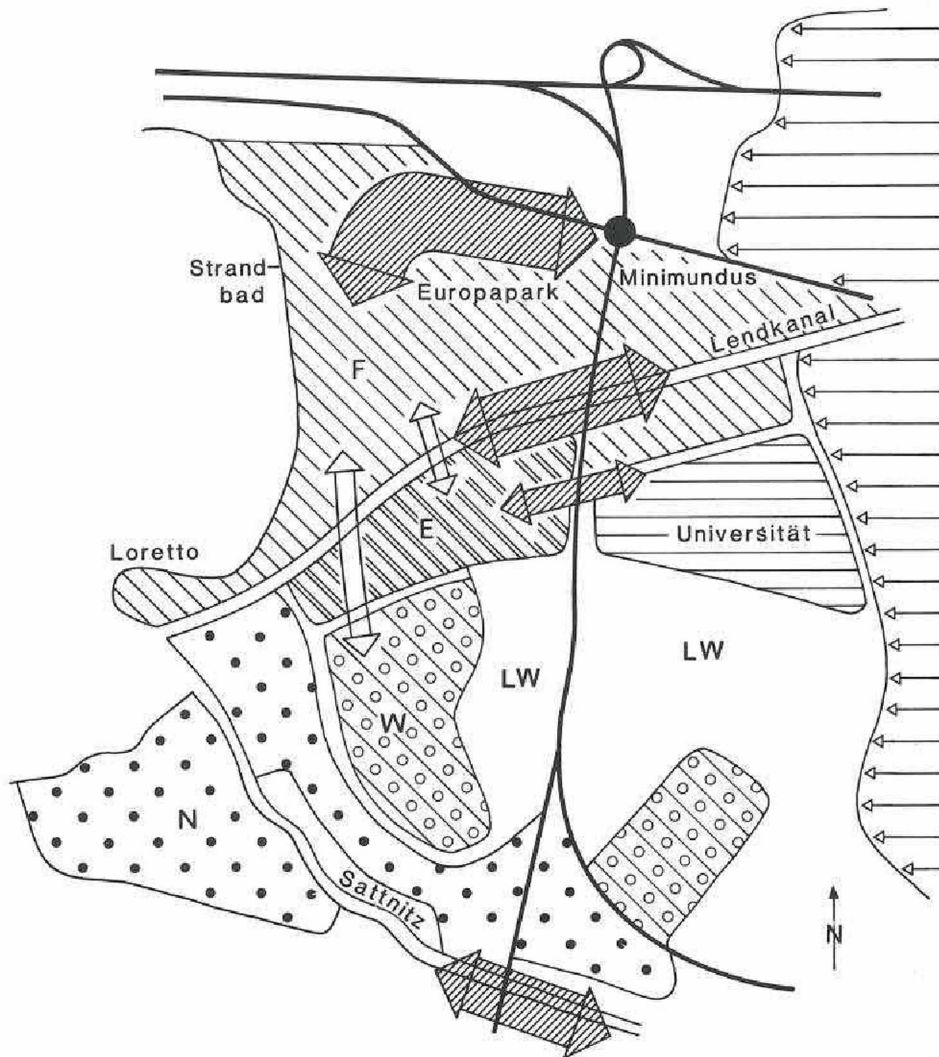 Strand-
bad
Europapark
Minimundus
Lendkanal
F
E
Universität
Loretto
LW
LW
W
N
Sattnitz
N